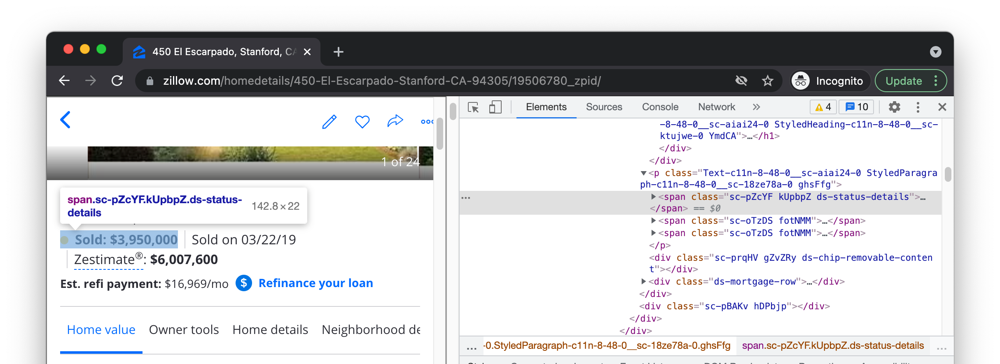 450 El Escarpado, Stanford, CA
zillow.com/homedetails/450-El-Escarpado-Stanford-CA-94305/19506780_zpid/
Incognito
Update
1 of 24
span.sc-pZcYF.kUpbpZ.ds-status-
details
142.8 × 22
Sold: $3,950,000
Sold on 03/22/19
Zestimate®: $6,007,600
Est. refi payment: $16,969/mo
$
Refinance your loan
Home value
Owner tools
Home details
Neighborhood de
Elements
Sources
Console
Network
»
4
10
-8-48-0__sc-aiai24-0 StyledHeading-c11n-8-48-0__sc-
ktujwe-0 YmdCA">…</h1>
</div>
</div>
<p class="Text-c11n-8-48-0__sc-aiai24-0 StyledParagra
ph-c11n-8-48-0__sc-18ze78a-0 ghsFfg">
<span class="sc-pZcYF kUpbpZ ds-status-details">…
</span> == $0
<span class="sc-oTzDS fotNMM">…</span>
<span class="sc-oTzDS fotNMM">…</span>
</p>
<div class="sc-prqHV gZvZRy ds-chip-removable-conten
t"></div>
<div class="ds-mortgage-row">…</div>
</div>
<div class="sc-pBAKv hDPbjp"></div>
</div>
</div>
... -0.StyledParagraph-c11n-8-48-0__sc-18ze78a-0.ghsFfg span.sc-pZcYF.kUpbpZ.ds-status-details ...